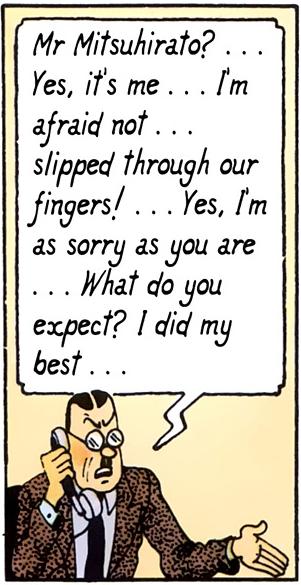 Mr Mitsuhirato? . . .
Yes, it's me . . . I'm
afraid not . . .
slipped through our
fingers! . . . Yes, I'm
as sorry as you are
. . . What do you
expect? I did my
best . . .